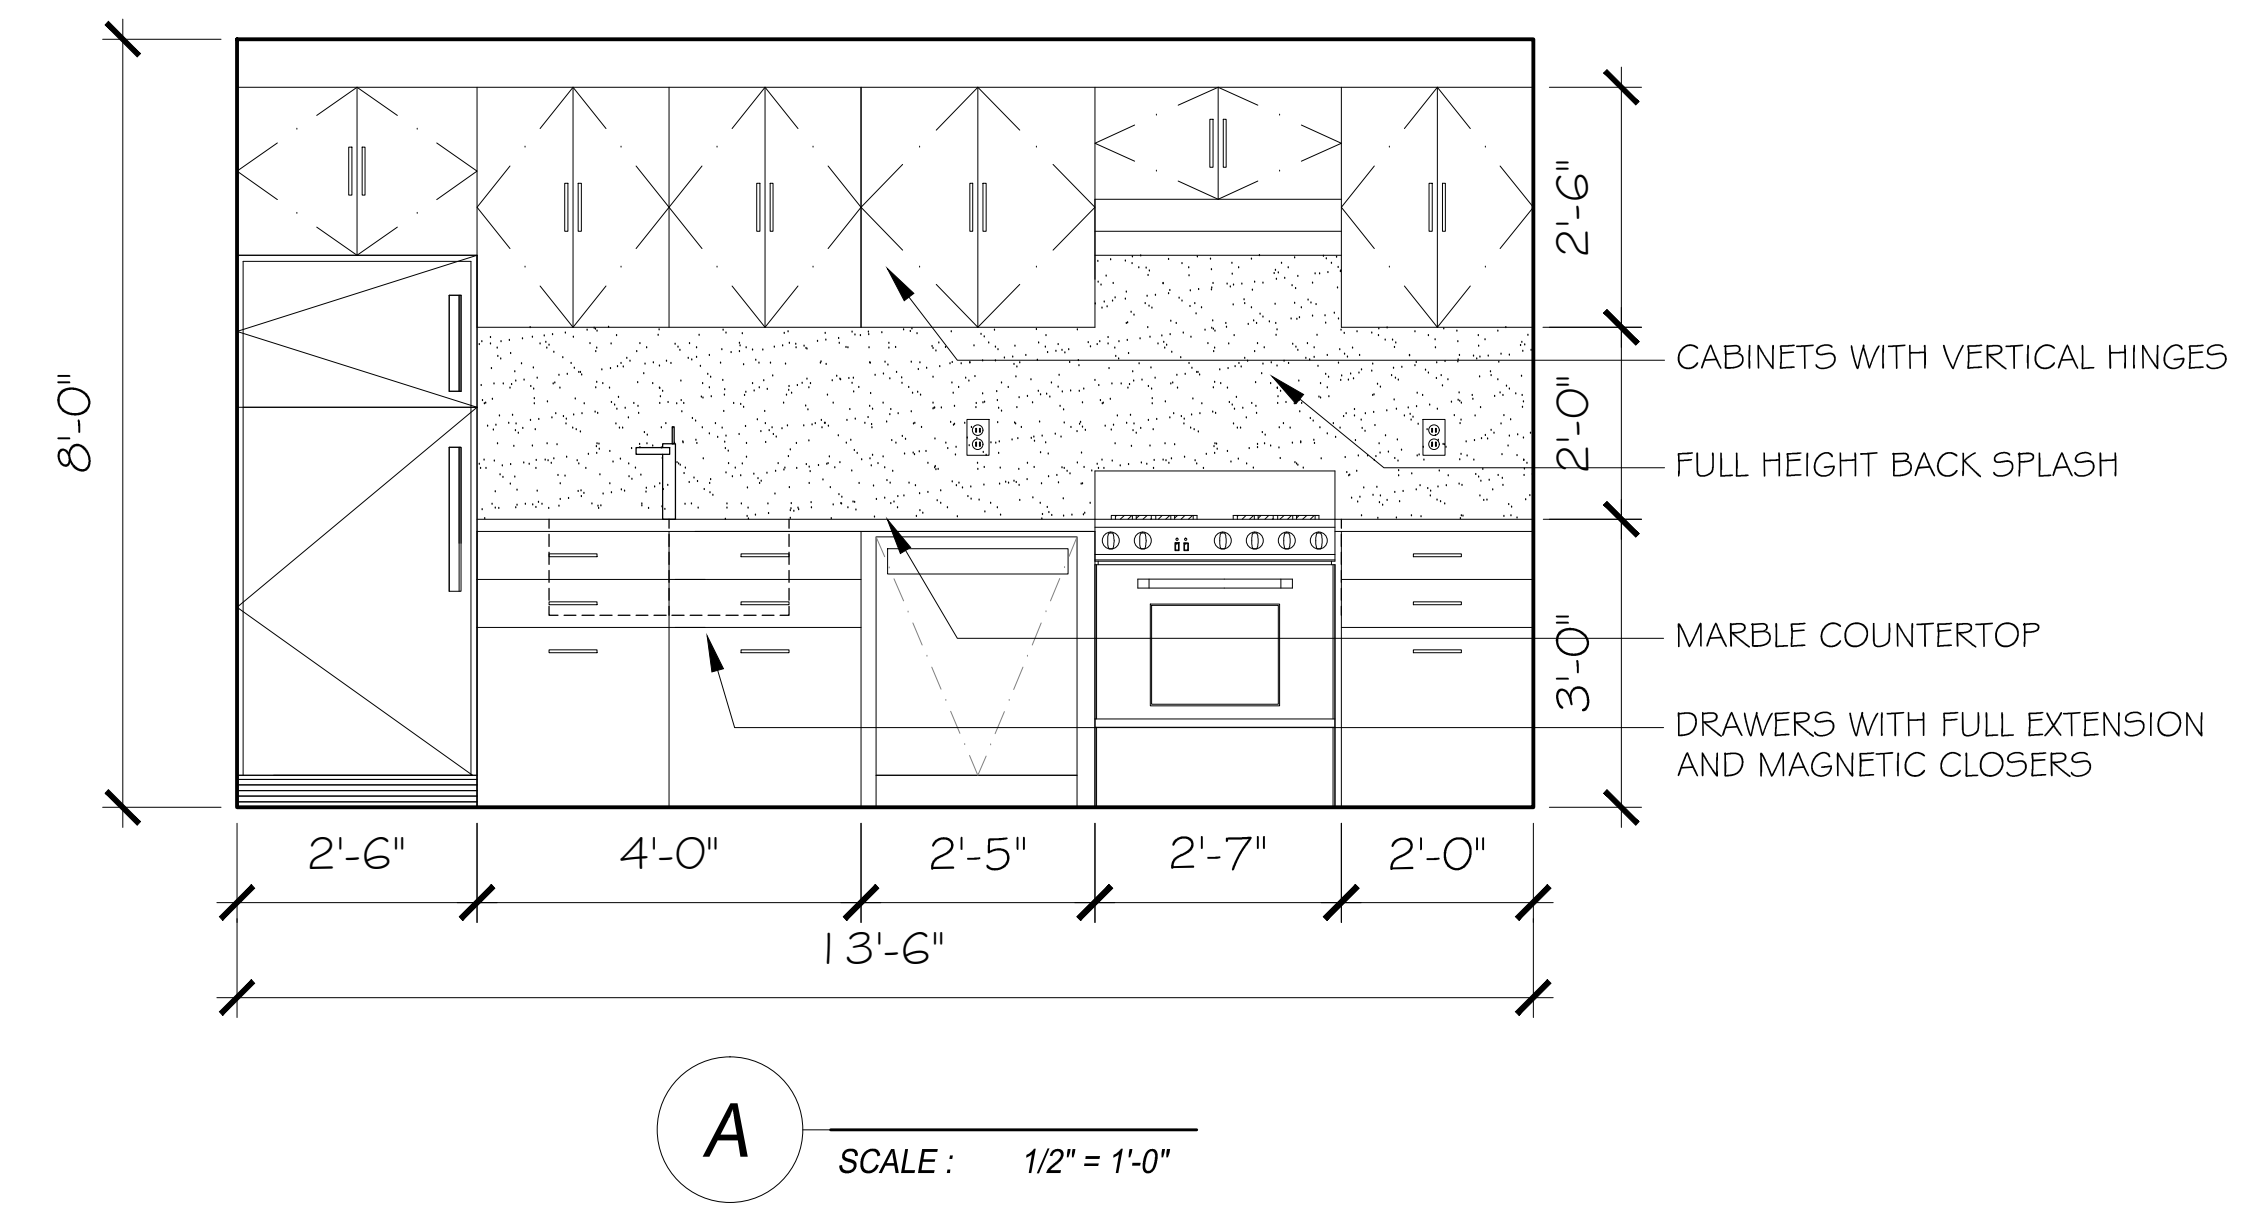 8'-0"
2'-6"
2'-0"
3'-0"
CABINETS WITH VERTICAL HINGES
FULL HEIGHT BACK SPLASH
MARBLE COUNTERTOP
DRAWERS WITH FULL EXTENSION
AND MAGNETIC CLOSERS
2'-6" 4'-0" 2'-5" 2'-7" 2'-0"
13'-6"
A
SCALE : 1/2" = 1'-0"